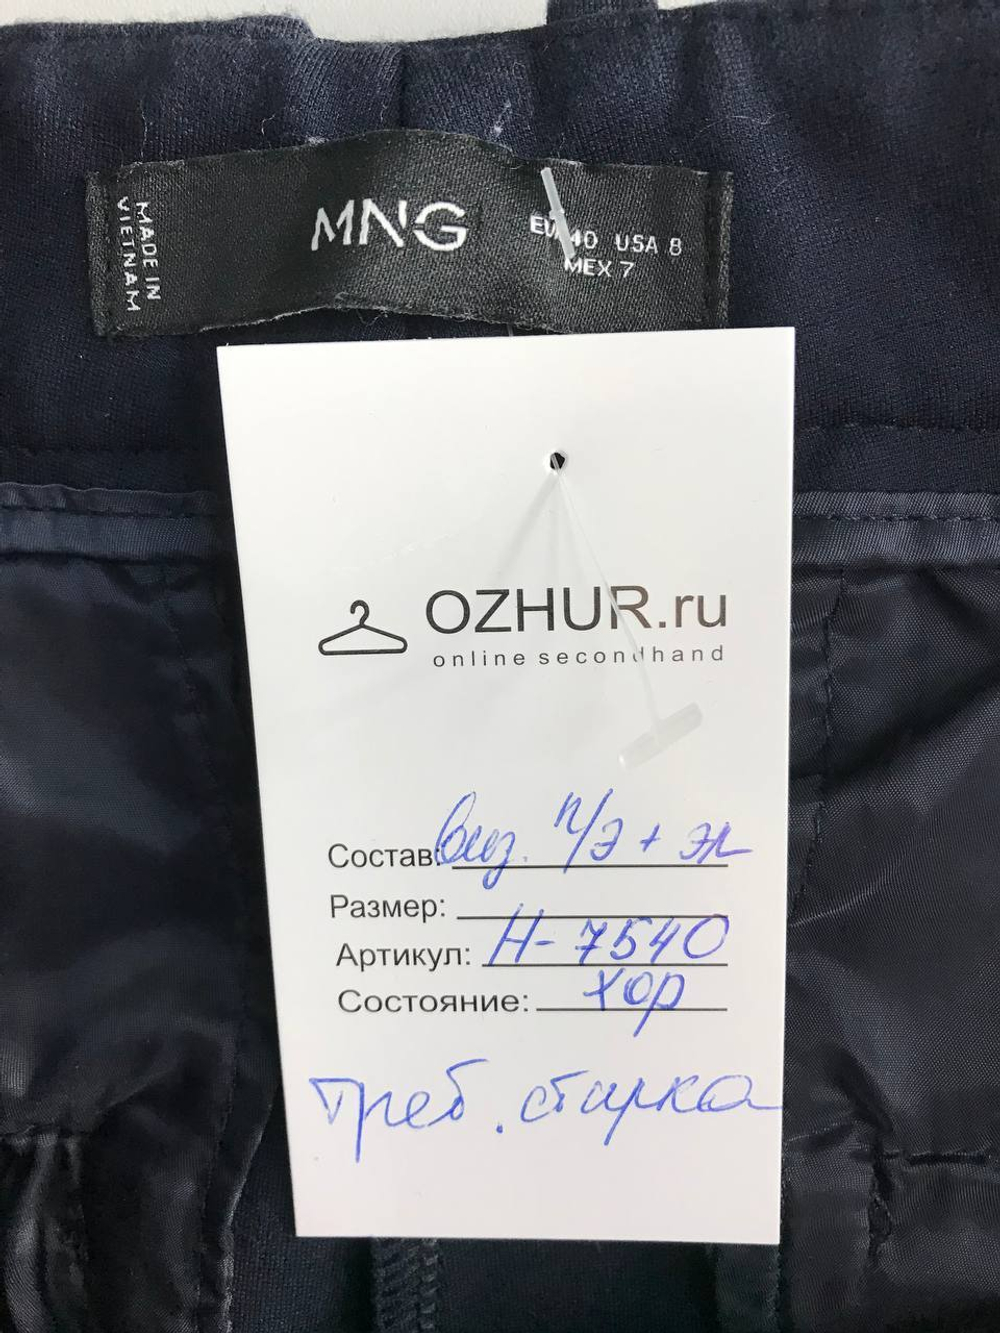 MADE IN
VIETNAM
MNG
EUR 40 USA 8
MEX 7
OZHUR.ru
online secondhand
Состав: виз. п/э + эл
Размер:
Артикул: Н-7540
Состояние: хор
треб. стирка